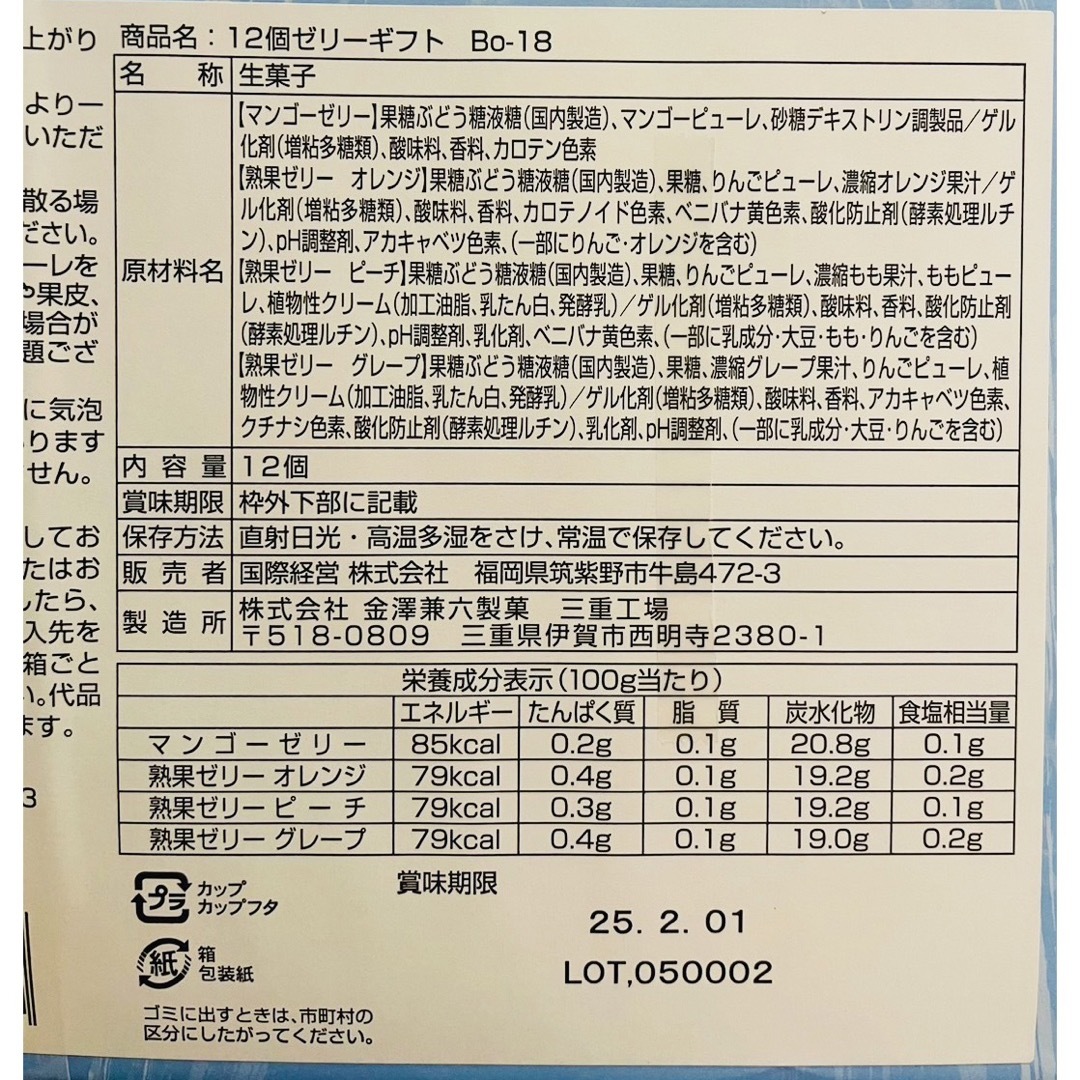 上がり
より一
いただ
散る場
ださい。
ーレを
や果皮、
場合が
題ござ
に気泡
ります
せん。
してお
たはお
したら、
入先を
箱ごと
い。代品
ます。
3
商品名：12個ゼリーギフト Bo-18
名 称 生菓子
原材料名
【マンゴーゼリー】果糖ぶどう糖液糖(国内製造)、マンゴーピューレ、砂糖デキストリン調製品／ゲル
化剤(増粘多糖類)、酸味料、香料、カロテン色素
【熟果ゼリー オレンジ】果糖ぶどう糖液糖(国内製造)、果糖、りんごピューレ、濃縮オレンジ果汁／ゲ
ル化剤(増粘多糖類)、酸味料、香料、カロテノイド色素、ベニバナ黄色素、酸化防止剤(酵素処理ルチ
ン)、pH調整剤、アカキャベツ色素、(一部にりんご・オレンジを含む)
【熟果ゼリー ピーチ】果糖ぶどう糖液糖(国内製造)、果糖、りんごピューレ、濃縮もも果汁、ももピュー
レ、植物性クリーム(加工油脂、乳たん白、発酵乳)／ゲル化剤(増粘多糖類)、酸味料、香料、酸化防止剤
(酵素処理ルチン)、pH調整剤、乳化剤、ベニバナ黄色素、(一部に乳成分・大豆・もも・りんごを含む)
【熟果ゼリー グレープ】果糖ぶどう糖液糖(国内製造)、果糖、濃縮グレープ果汁、りんごピューレ、植
物性クリーム(加工油脂、乳たん白、発酵乳)／ゲル化剤(増粘多糖類)、酸味料、香料、アカキャベツ色素、
クチナシ色素、酸化防止剤(酵素処理ルチン)、乳化剤、pH調整剤、(一部に乳成分・大豆・りんごを含む)
内容量 12個
賞味期限 枠外下部に記載
保存方法 直射日光・高温多湿をさけ、常温で保存してください。
販売者 国際経営 株式会社 福岡県筑紫野市牛島472-3
製造所 株式会社 金澤兼六製菓 三重工場
〒518-0809 三重県伊賀市西明寺2380-1
栄養成分表示(100g当たり)
エネルギー たんぱく質 脂 質 炭水化物 食塩相当量
マンゴーゼリー 85kcal 0.2g 0.1g 20.8g 0.1g
熟果ゼリー オレンジ 79kcal 0.4g 0.1g 19.2g 0.2g
熟果ゼリー ピーチ 79kcal 0.3g 0.1g 19.2g 0.1g
熟果ゼリー グレープ 79kcal 0.4g 0.1g 19.0g 0.2g
プラ カップ
カップフタ
紙 箱
包装紙
ゴミに出すときは、市町村の
区分にしたがってください。
賞味期限
25. 2. 01
LOT,050002